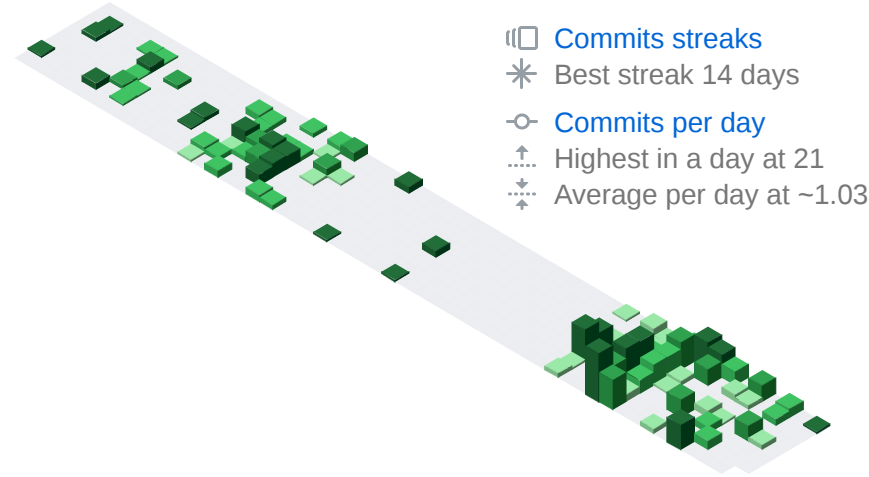 Commits streaks
Best streak 14 days
Commits per day
Highest in a day at 21
Average per day at ~1.03